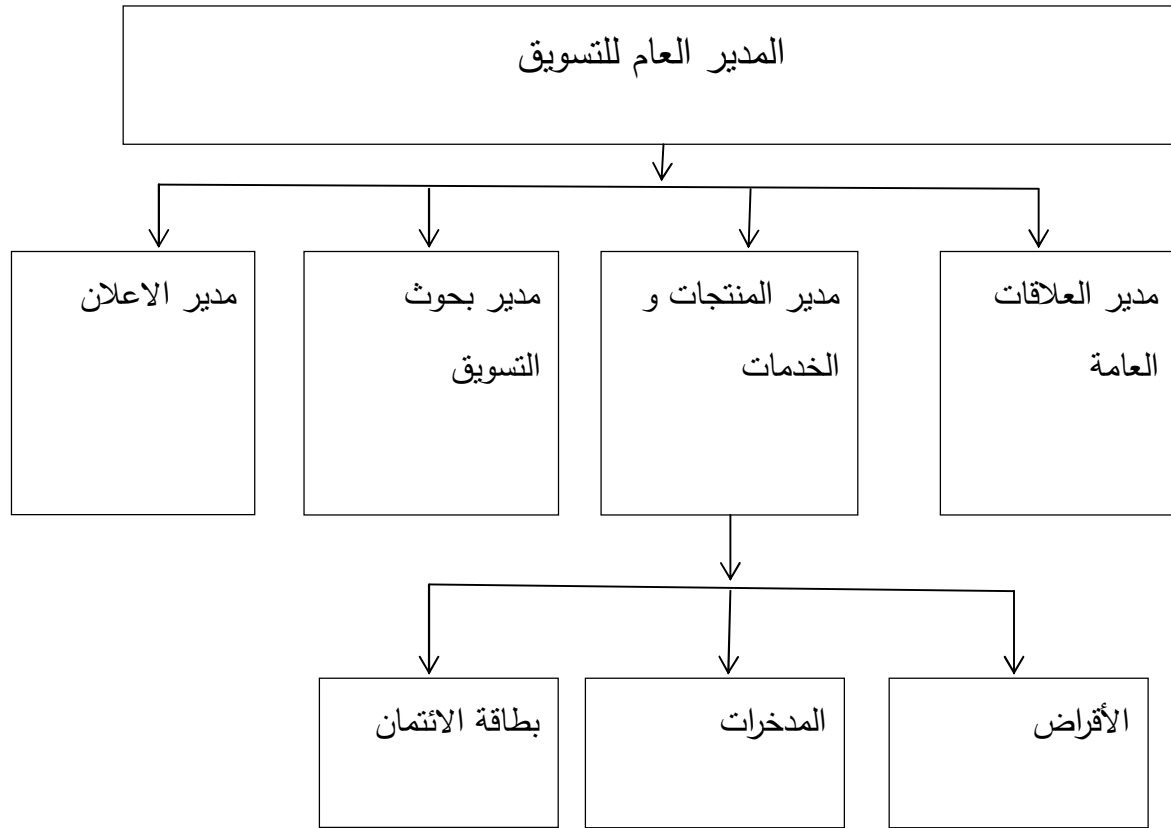 المدير العام للتسويق
مدير العلاقات
العامة
مدير المنتجات و
الخدمات
مدير بحوث
التسويق
مدير الاعلان
الأقراض
المدخرات
بطاقة الائتمان